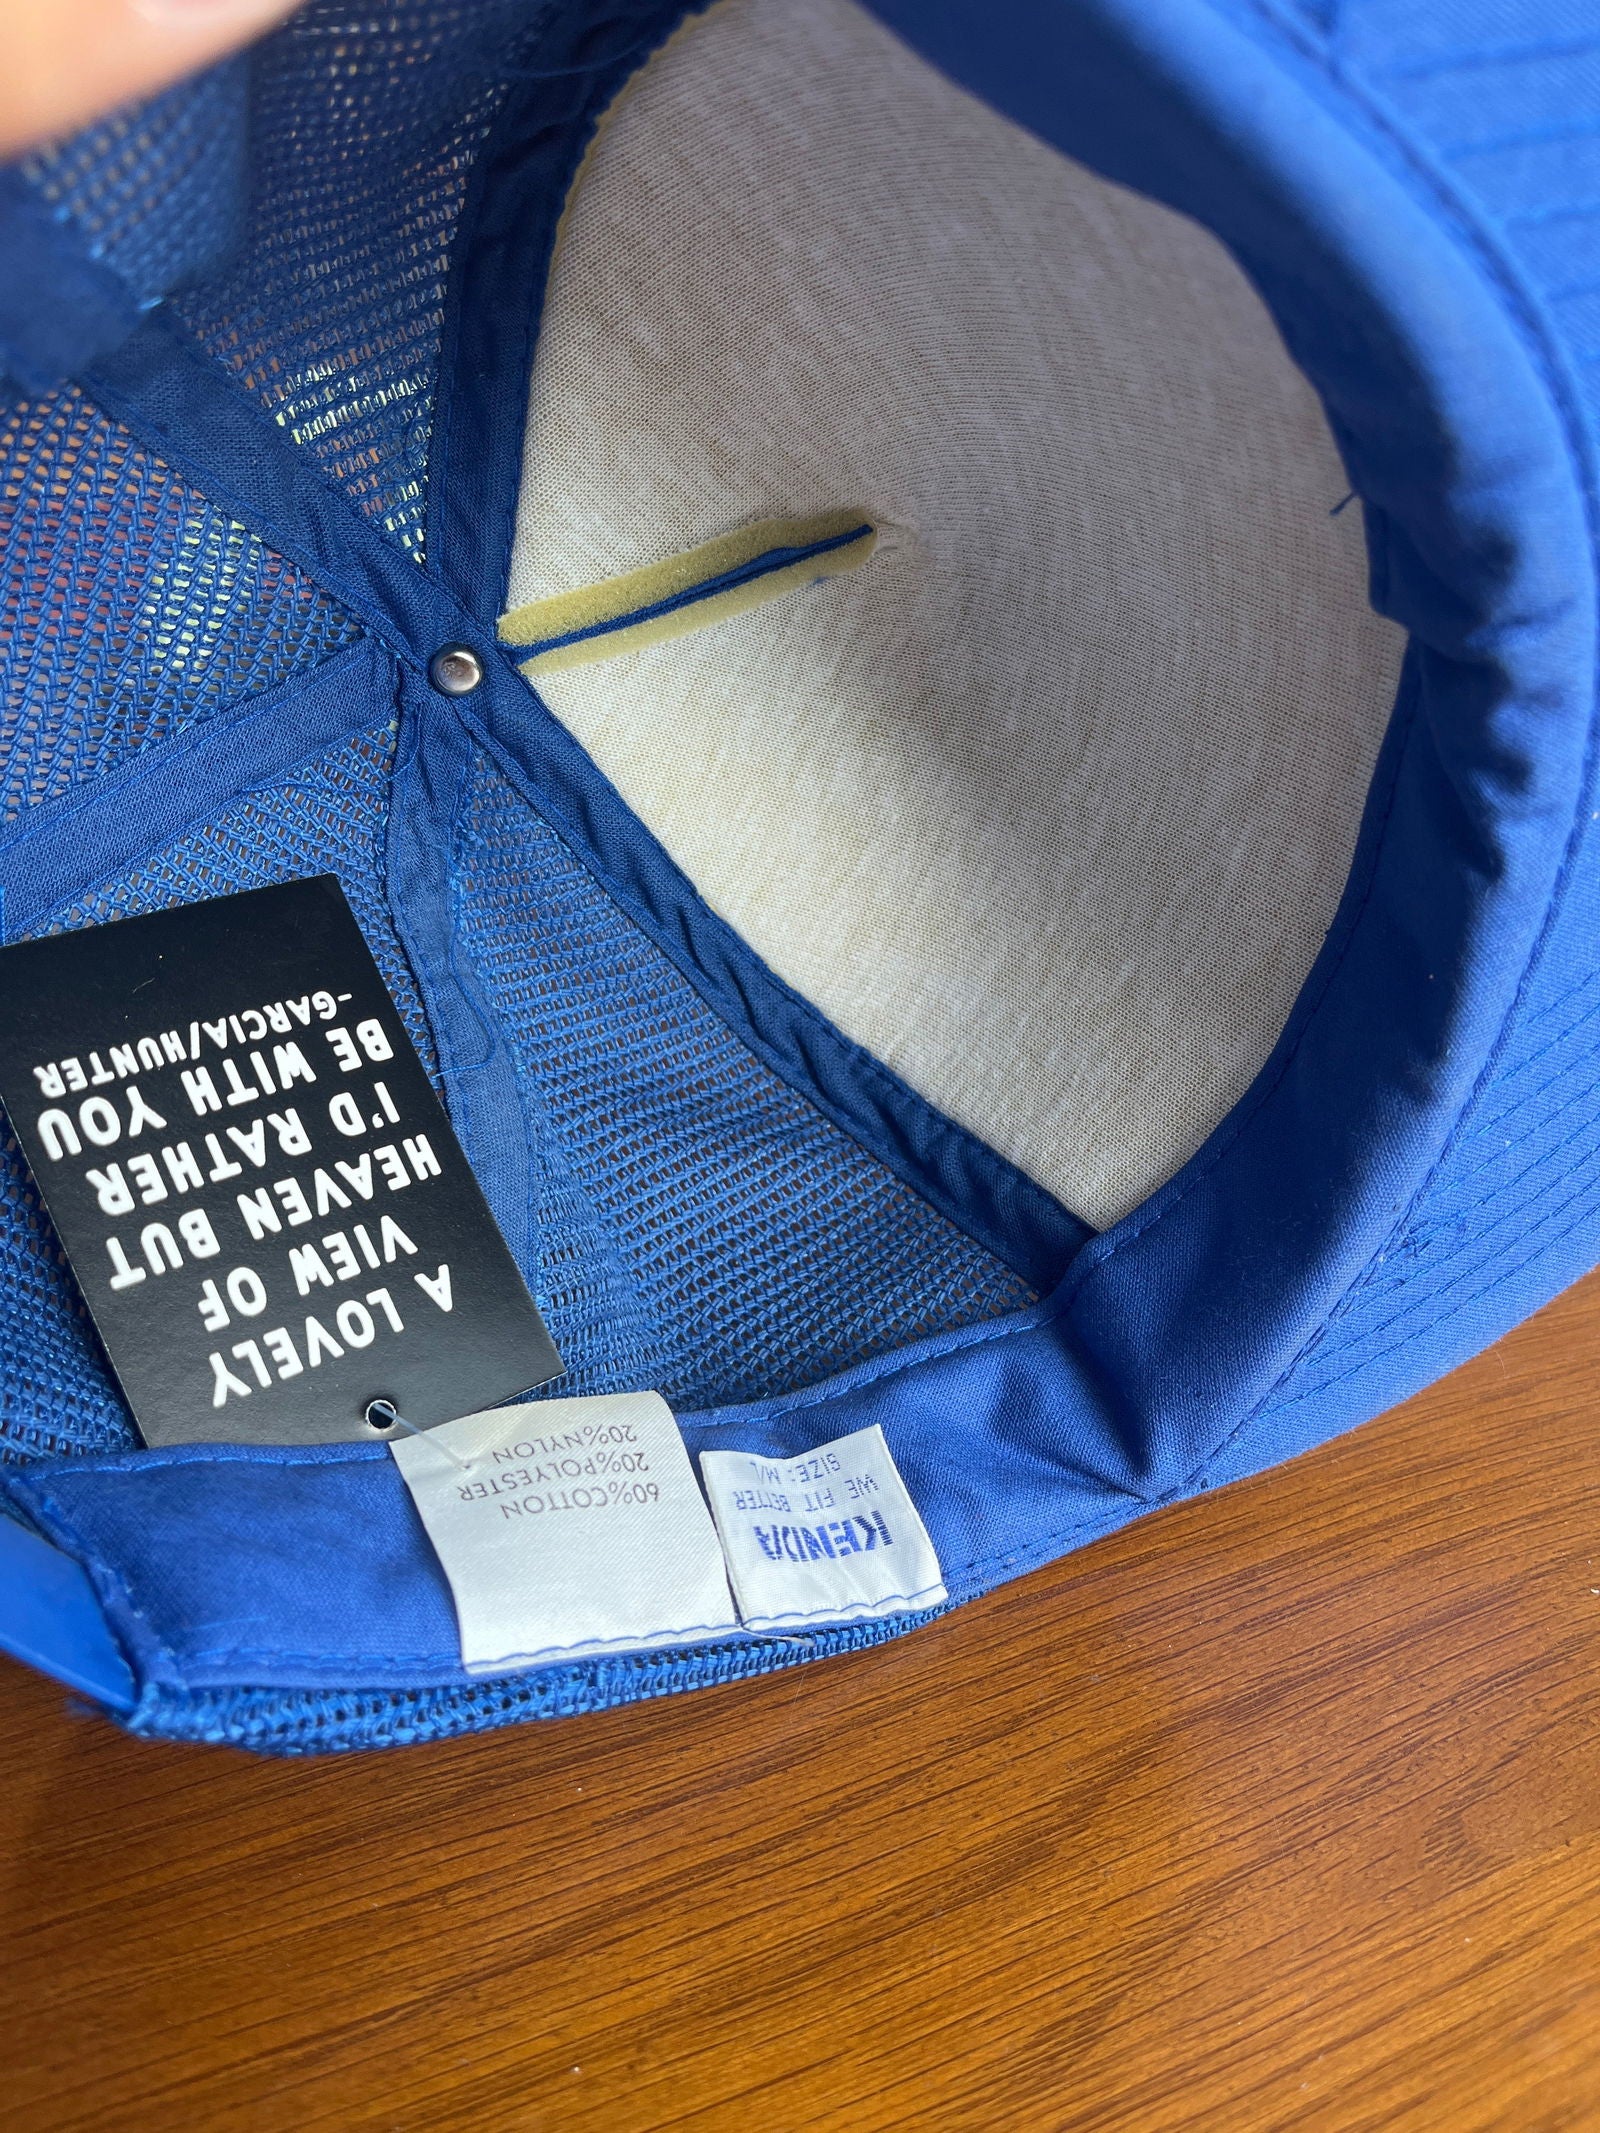 A LOVELY
VIEW OF
HEAVEN BUT
I'D RATHER
BE WITH YOU
-GARCIA/HUNTER
60%COTTON
20%POLYESTER
20%NYLON
KENDA
WE FIT BETTER
SIZE: M/L